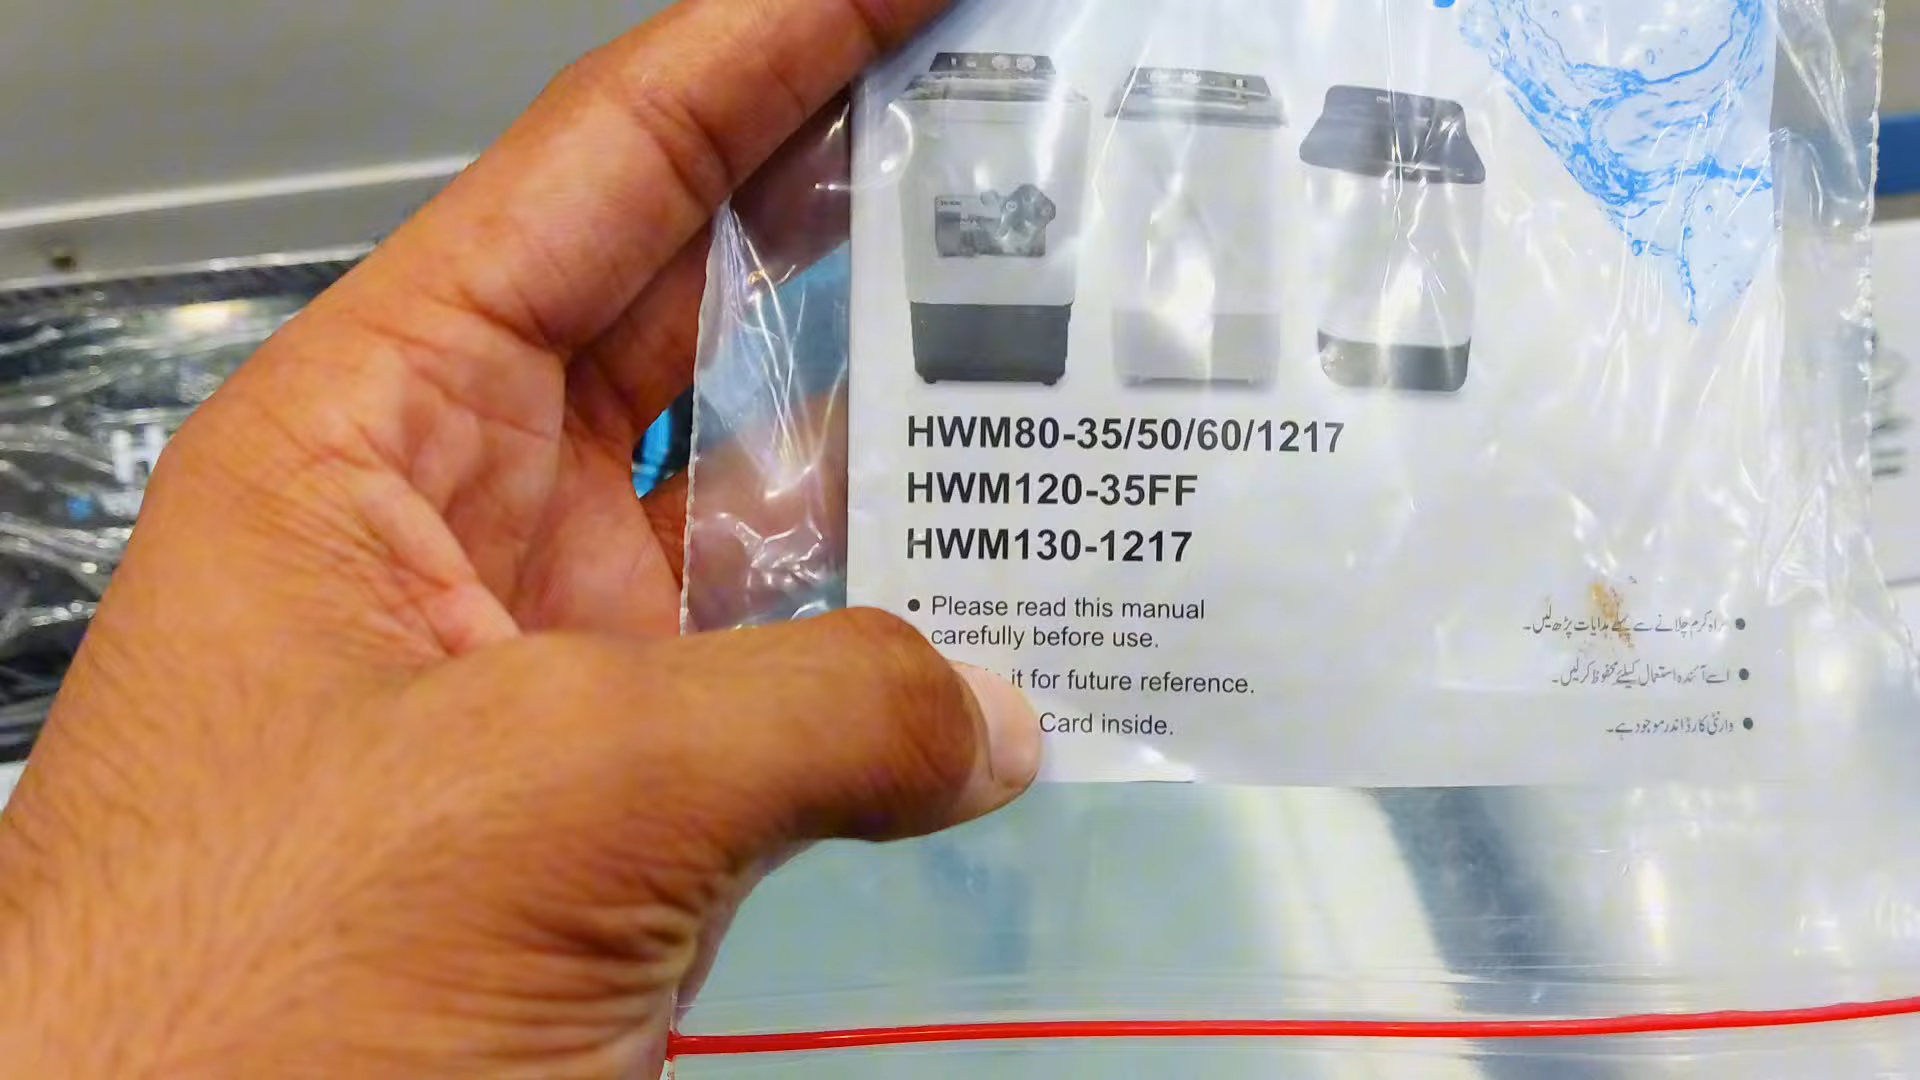 HWM80-35/50/60/1217
HWM120-35FF
HWM130-1217
● Please read this manual
carefully before use.
it for future reference.
Card inside.
● براہ کرم چلانے سے پہلے ہدایات پڑھ لیں۔
● اسے آئندہ استعمال کیلئے محفوظ کرلیں۔
● وارنٹی کارڈ اندر موجود ہے۔